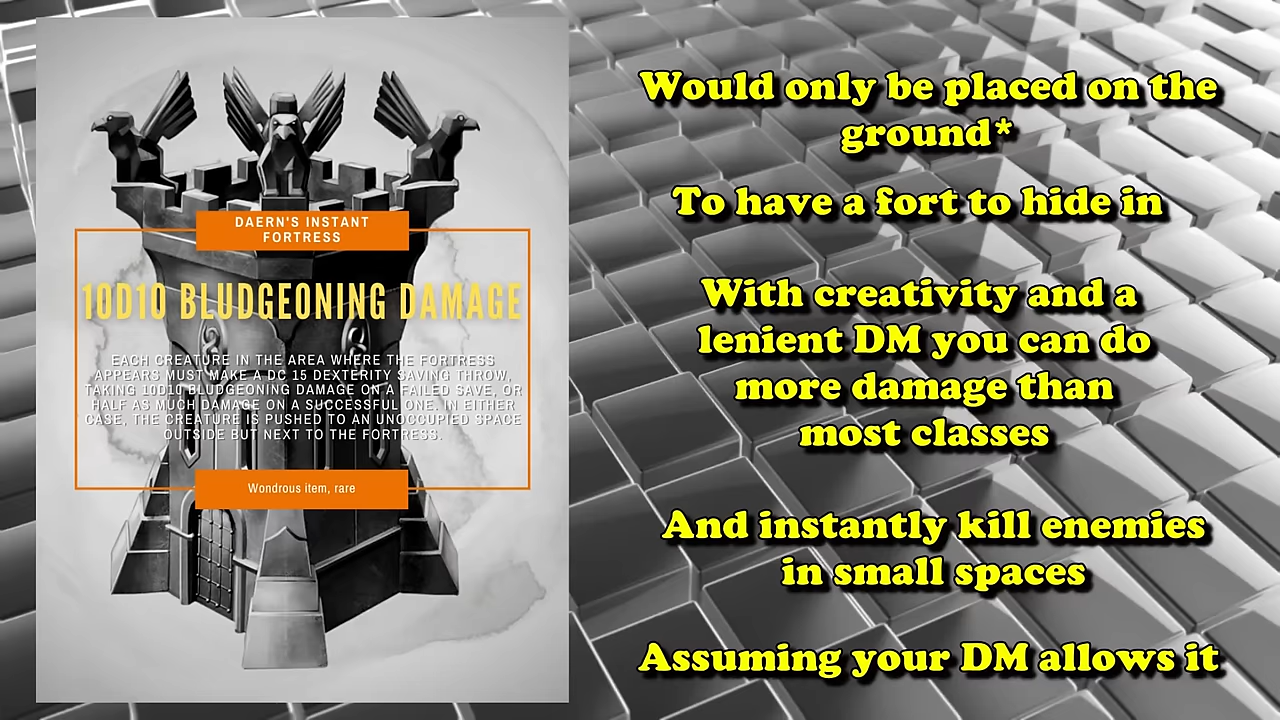 DAERN'S INSTANT
FORTRESS
10D10 BLUDGEONING DAMAGE
EACH CREATURE IN THE AREA WHERE THE FORTRESS
APPEARS MUST MAKE A DC 15 DEXTERITY SAVING THROW,
TAKING 10D10 BLUDGEONING DAMAGE ON A FAILED SAVE, OR
HALF AS MUCH DAMAGE ON A SUCCESSFUL ONE. IN EITHER
CASE, THE CREATURE IS PUSHED TO AN UNOCCUPIED SPACE
OUTSIDE BUT NEXT TO THE FORTRESS.
Wondrous item, rare
Would only be placed on the
ground*
To have a fort to hide in
With creativity and a
lenient DM you can do
more damage than
most classes
And instantly kill enemies
in small spaces
Assuming your DM allows it